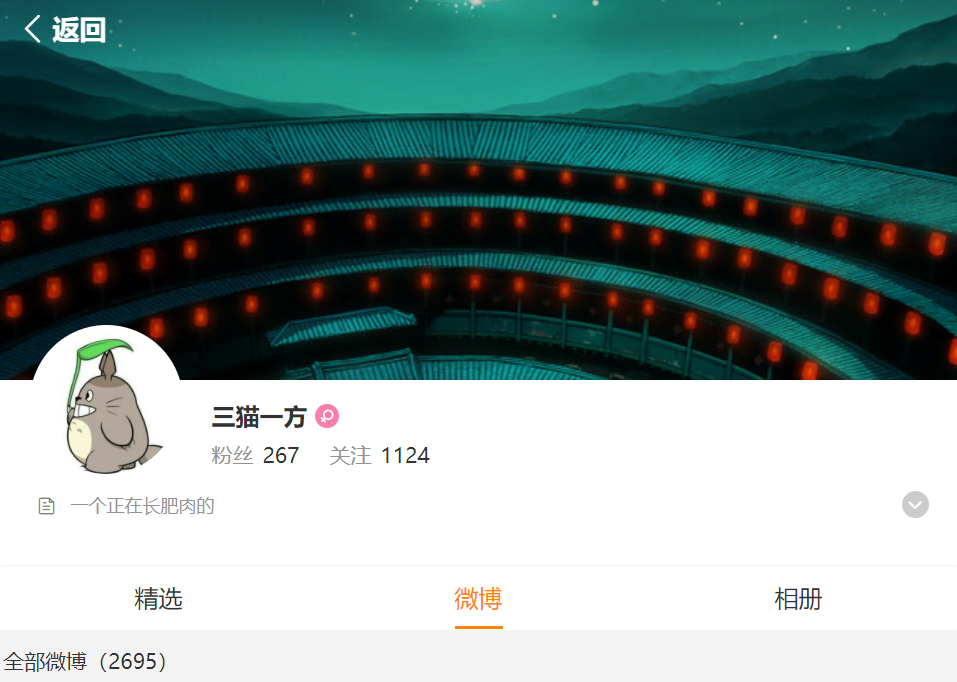 返回
三猫一方
粉丝 267 关注 1124
一个正在长肥肉的
精选 微博 相册
全部微博（2695）